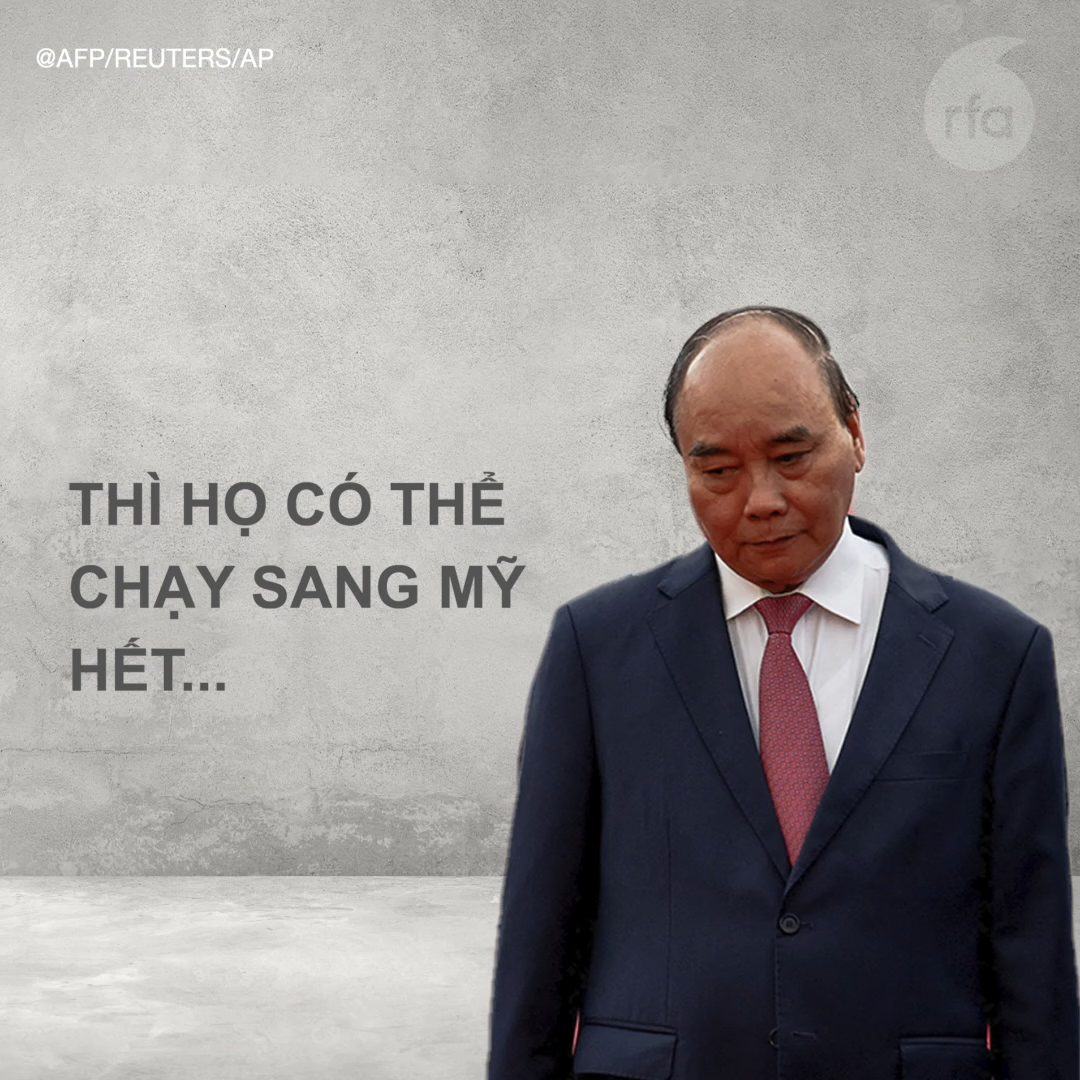 @AFP/REUTERS/AP
rfa
THÌ HỌ CÓ THỂ
CHẠY SANG MỸ
HẾT...